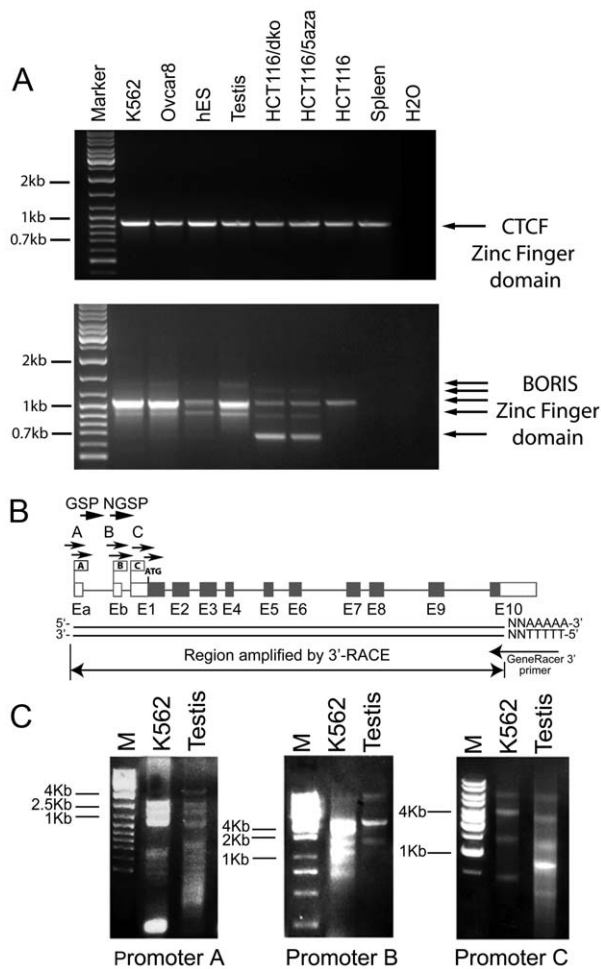 A
Marker
K562
Ovcar8
hES
Testis
HCT116/dko
HCT116/5aza
HCT116
Spleen
H2O
2kb
1kb
0.7kb
CTCF
Zinc Finger
domain
2kb
1kb
0.7kb
BORIS
Zinc Finger
domain
B
GSP NGSP
A B C
A B C ATG
Ea Eb E1 E2 E3 E4 E5 E6 E7 E8 E9 E10
5'- NNAAAAA-3'
3'- NNTTTTT-5'
Region amplified by 3'-RACE
GeneRacer 3'
primer
C
M
K562
Testis
4Kb
2.5Kb
1Kb
Promoter A
M
K562
Testis
4Kb
2Kb
1Kb
Promoter B
M
K562
Testis
4Kb
1Kb
Promoter C